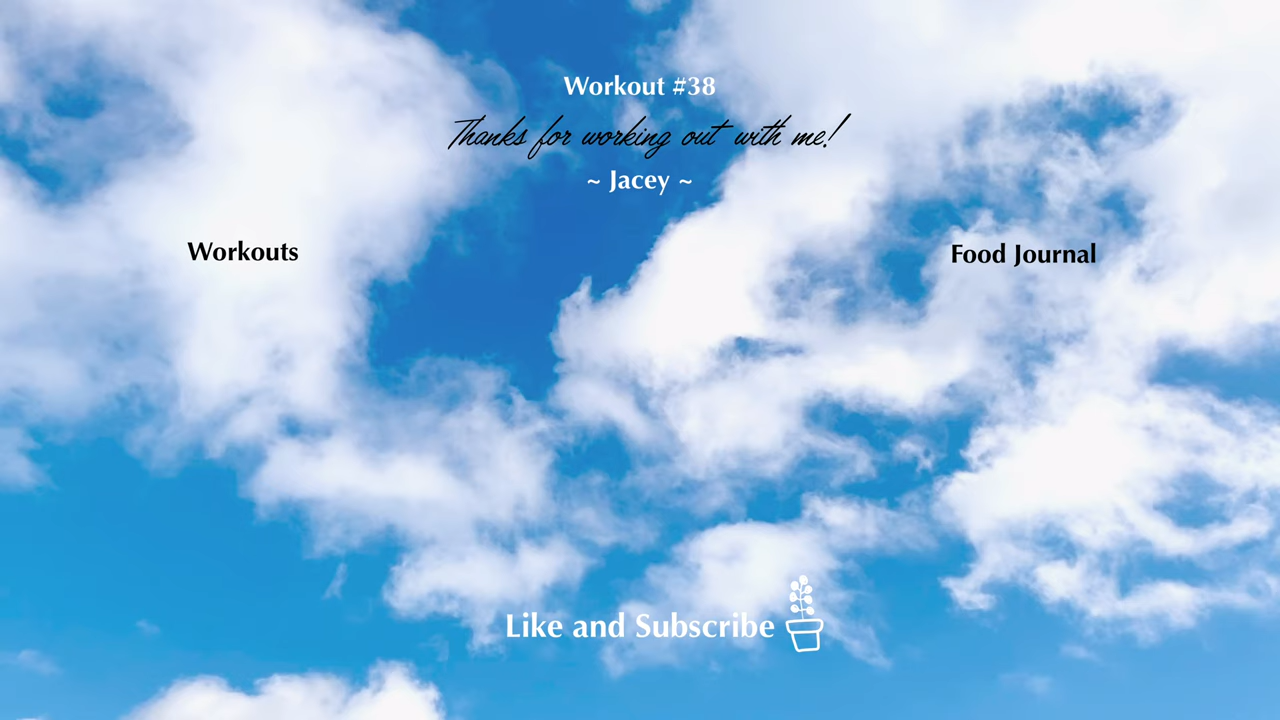 Workout #38
Thanks for working out with me!
~ Jacey ~
Workouts
Food Journal
Like and Subscribe